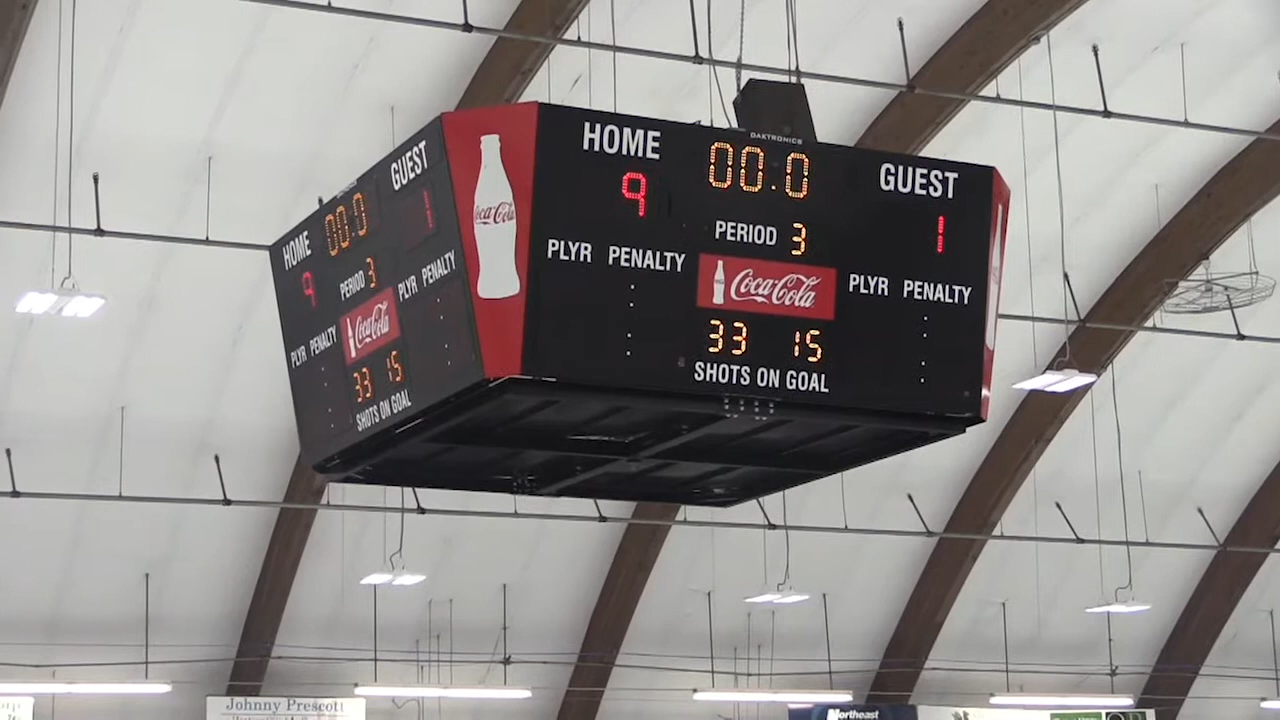 HOME
00.0
GUEST
9
1
PERIOD 3
PLYR PENALTY
PLYR PENALTY
Coca-Cola
33 15
SHOTS ON GOAL
DAKTRONICS
Coca-Cola
HOME
00.0
GUEST
9
1
PERIOD 3
PLYR PENALTY
PLYR PENALTY
Coca-Cola
33 15
SHOTS ON GOAL
Johnny Prescott
Northeast